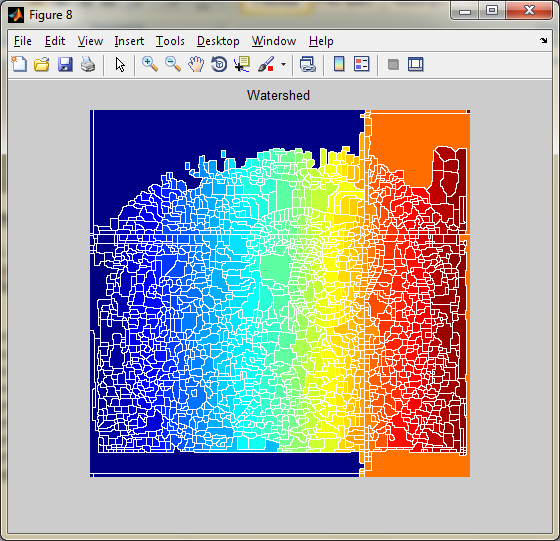 Figure 8
File Edit View Insert Tools Desktop Window Help
Watershed